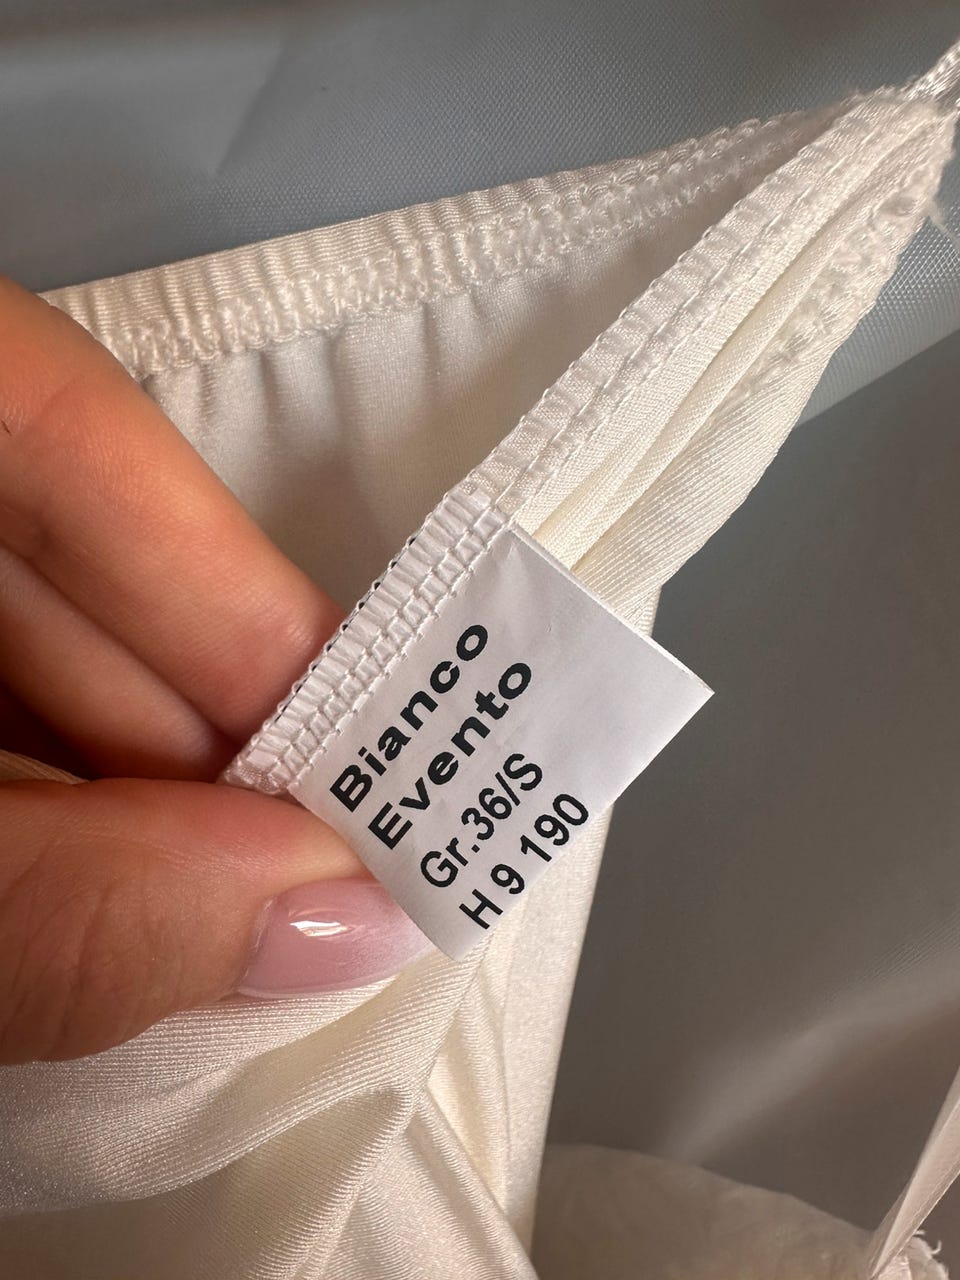 Bianco
Evento
Gr.36/S
H 9 190